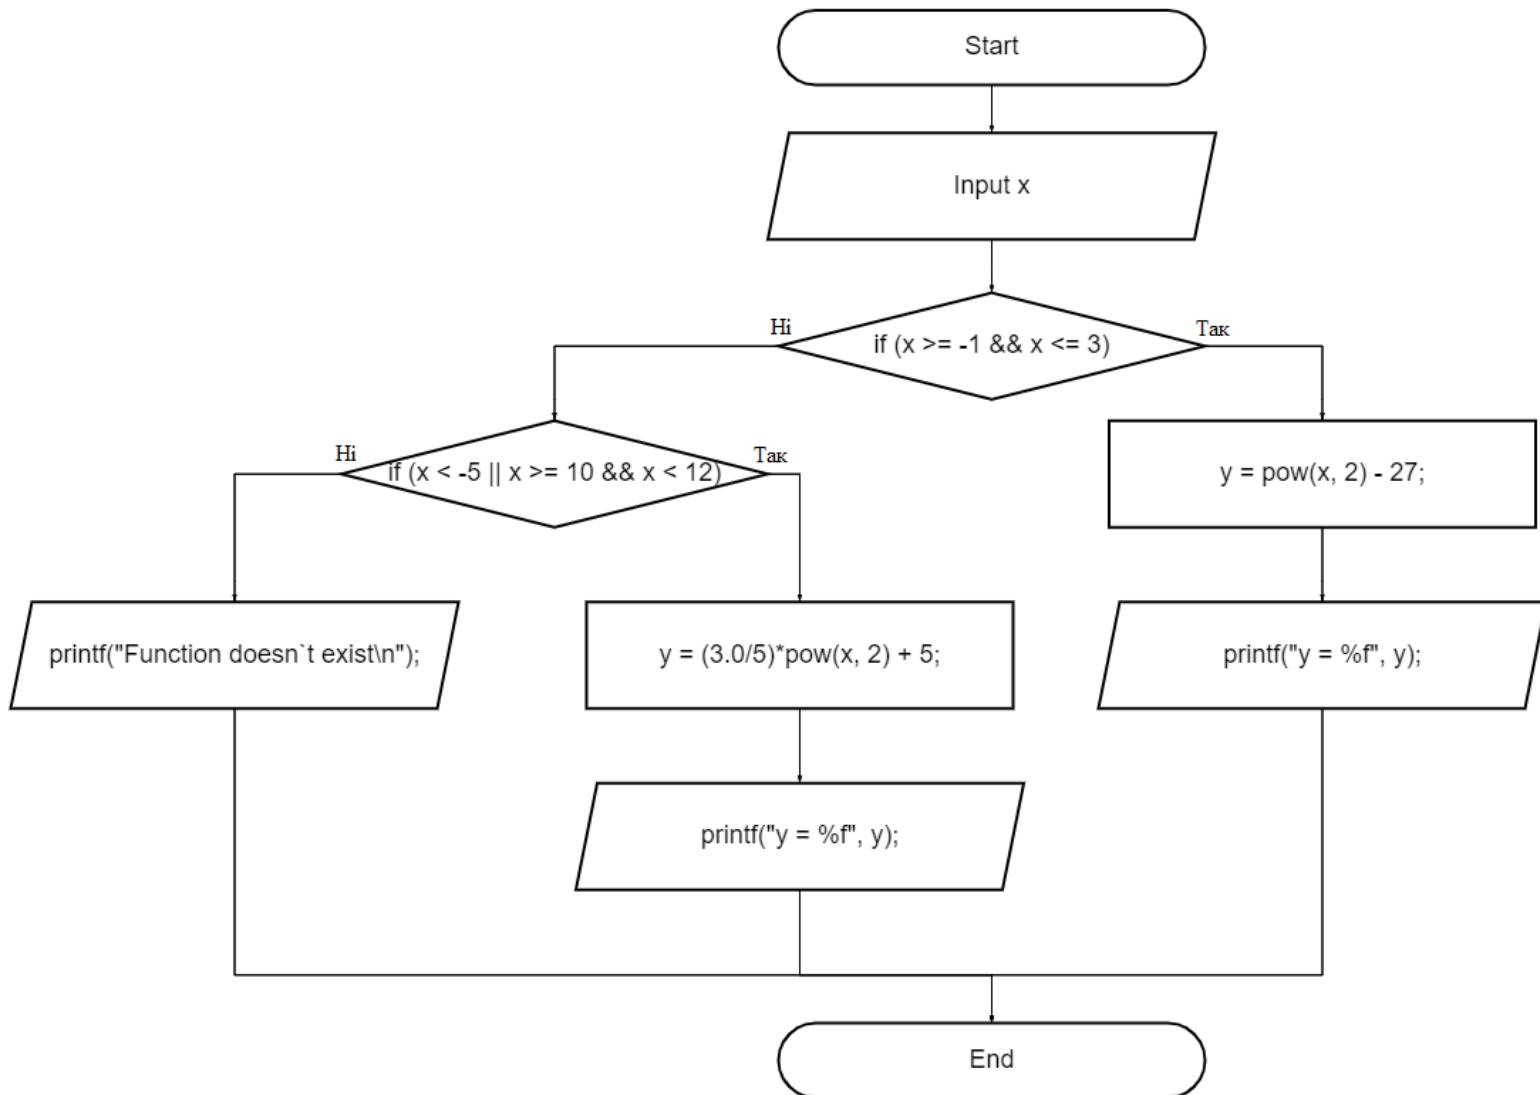 Start
Input x
Ні
if (x >= -1 && x <= 3)
Так
Ні
if (x < -5 || x >= 10 && x < 12)
Так
y = pow(x, 2) - 27;
printf("Function doesn`t exist\n");
y = (3.0/5)*pow(x, 2) + 5;
printf("y = %f", y);
printf("y = %f", y);
End